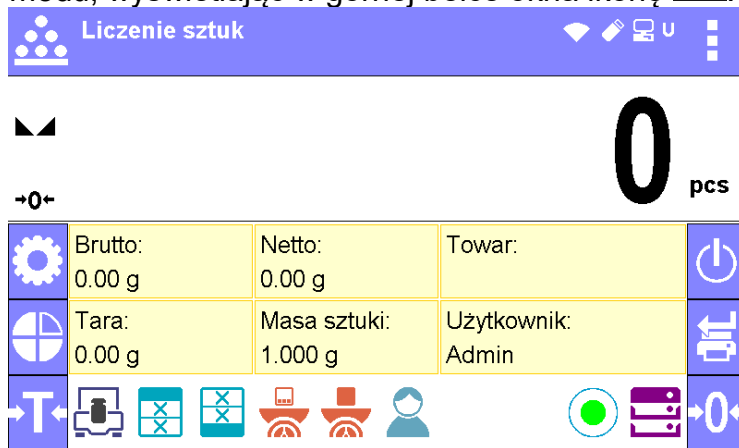 Liczenie sztuk U
0 pcs
→0←
Brutto:
0.00 g
Netto:
0.00 g
Towar:
Tara:
0.00 g
Masa sztuki:
1.000 g
Użytkownik:
Admin
→T← →0←